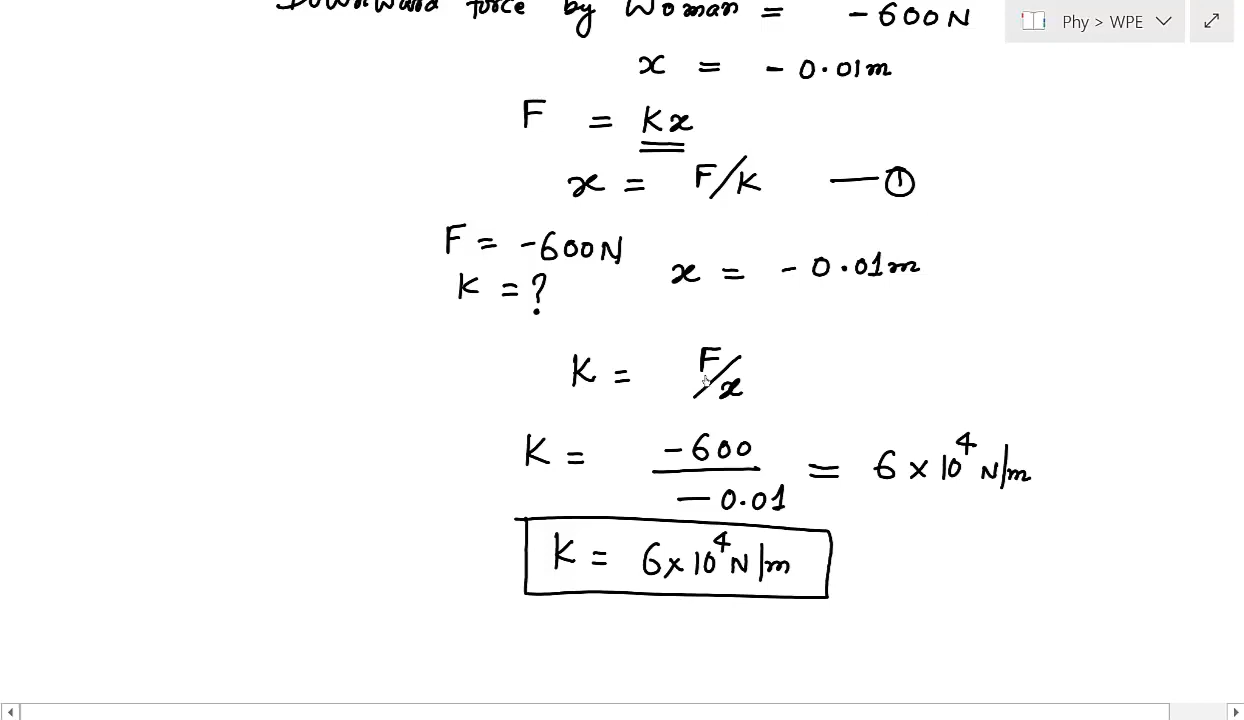 Downward force by Woman = -600N
Phy > WPE
x = -0.01m
F = Kx
x = F/K —①
F = -600N
K = ?
x = -0.01m
K = F/x
K = -600/-0.01 = 6×10⁴ N/m
K = 6×10⁴ N/m